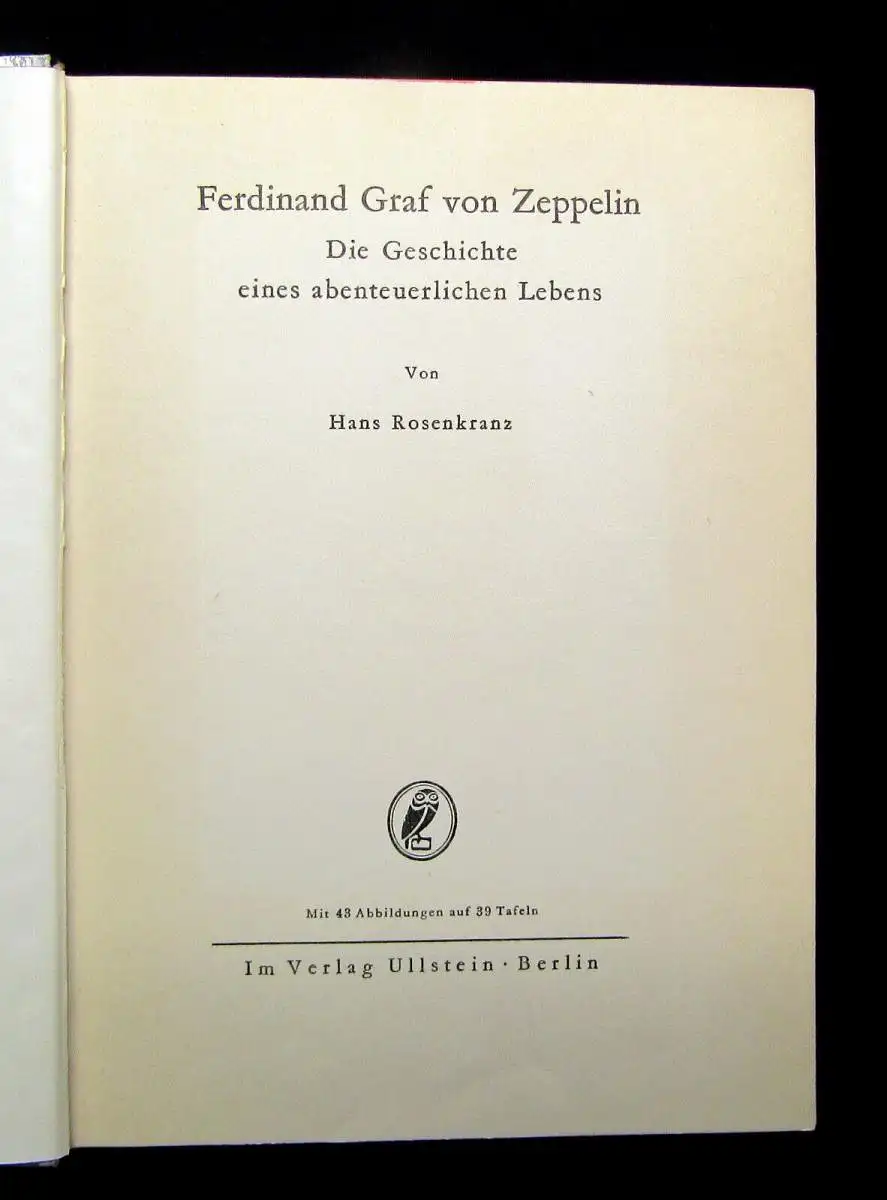 Ferdinand Graf von Zeppelin
Die Geschichte
eines abenteuerlichen Lebens
Von
Hans Rosenkranz
Mit 43 Abbildungen auf 39 Tafeln
Im Verlag Ullstein · Berlin